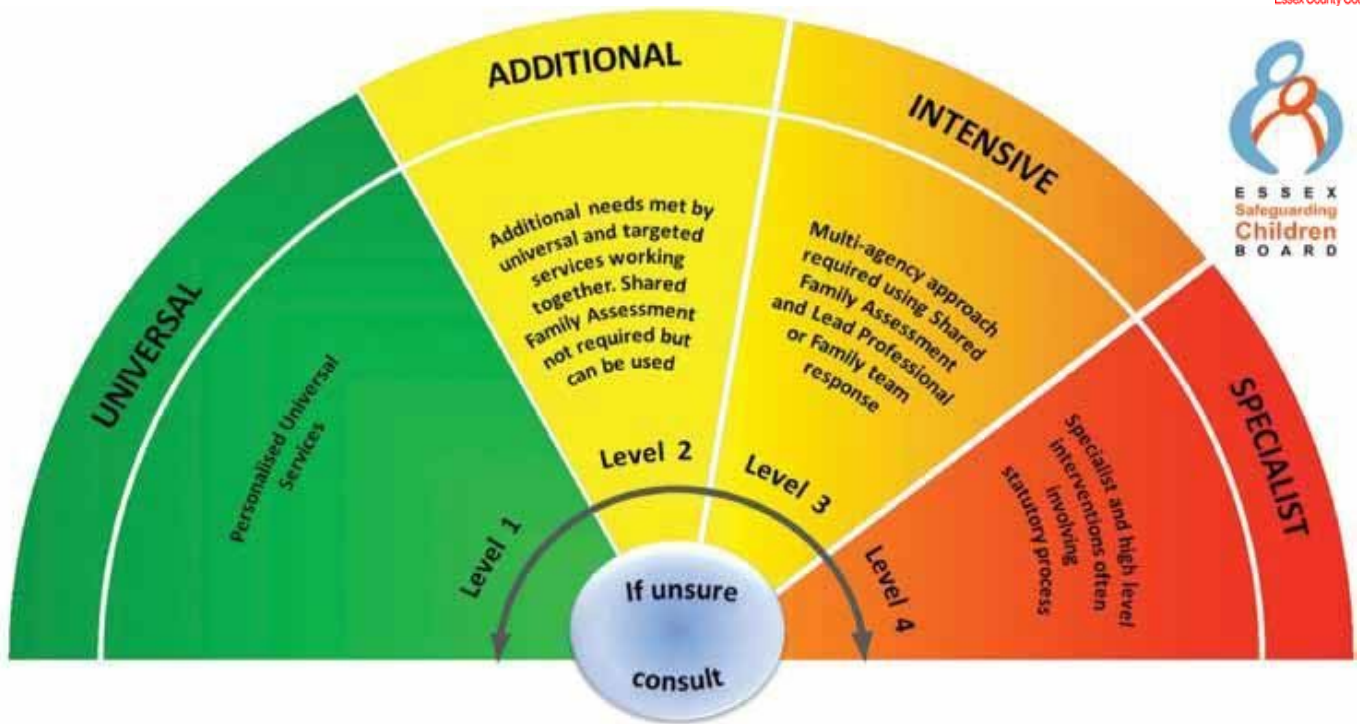 Essex County Cou
UNIVERSAL
Personalised Universal
Services
Level 1
ADDITIONAL
Additional needs met by
universal and targeted
services working
together. Shared
Family Assessment
not required but
can be used
Level 2
INTENSIVE
Multi-agency approach
required using Shared
Family Assessment
and Lead Professional
or Family team
response
Level 3
SPECIALIST
Specialist and high level
interventions often
involving
statutory process
Level 4
If unsure
consult
ESSEX
Safeguarding
Children
BOARD